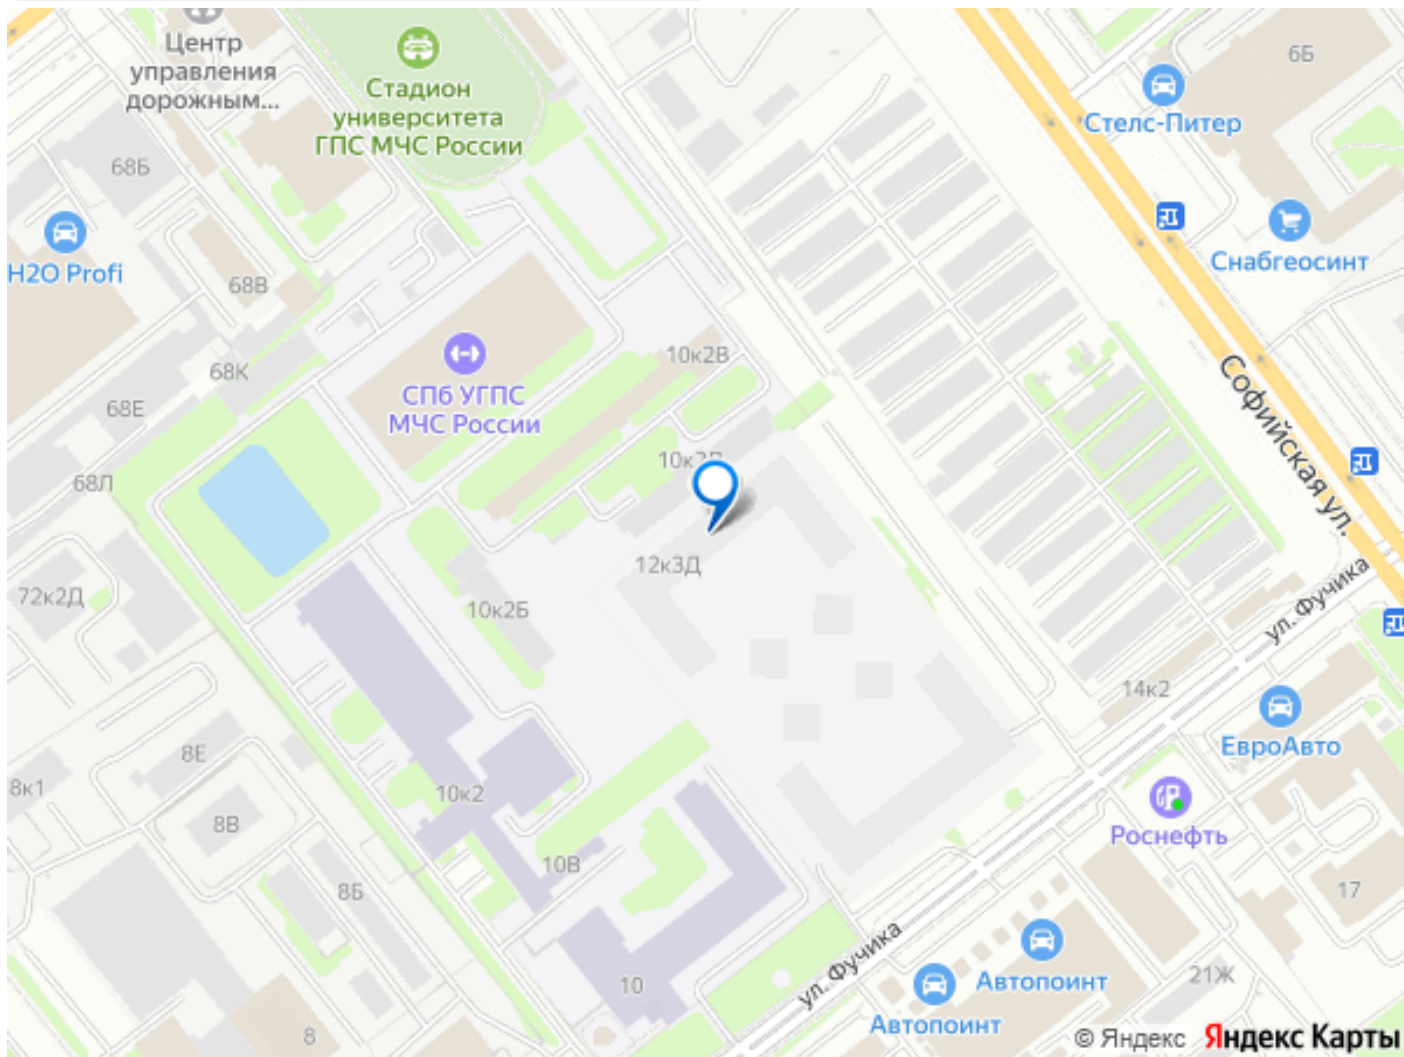 Центр
управления
дорожным...
Стадион
университета
ГПС МЧС России
6Б
Стелс-Питер
68Б
H2O Profi
68В
Снабгеосинт
68К
10к2В
СПб УГПС
МЧС России
68Е
Софийская ул.
68Л
12к3Д
72к2Д
10к2Б
ул. Фучика
14к2
ЕвроАвто
8Е
8к1
10к2
8В
Роснефть
10В
8Б
17
ул. Фучика
10
Автопоинт
21Ж
Автопоинт
8
© Яндекс Яндекс Карты